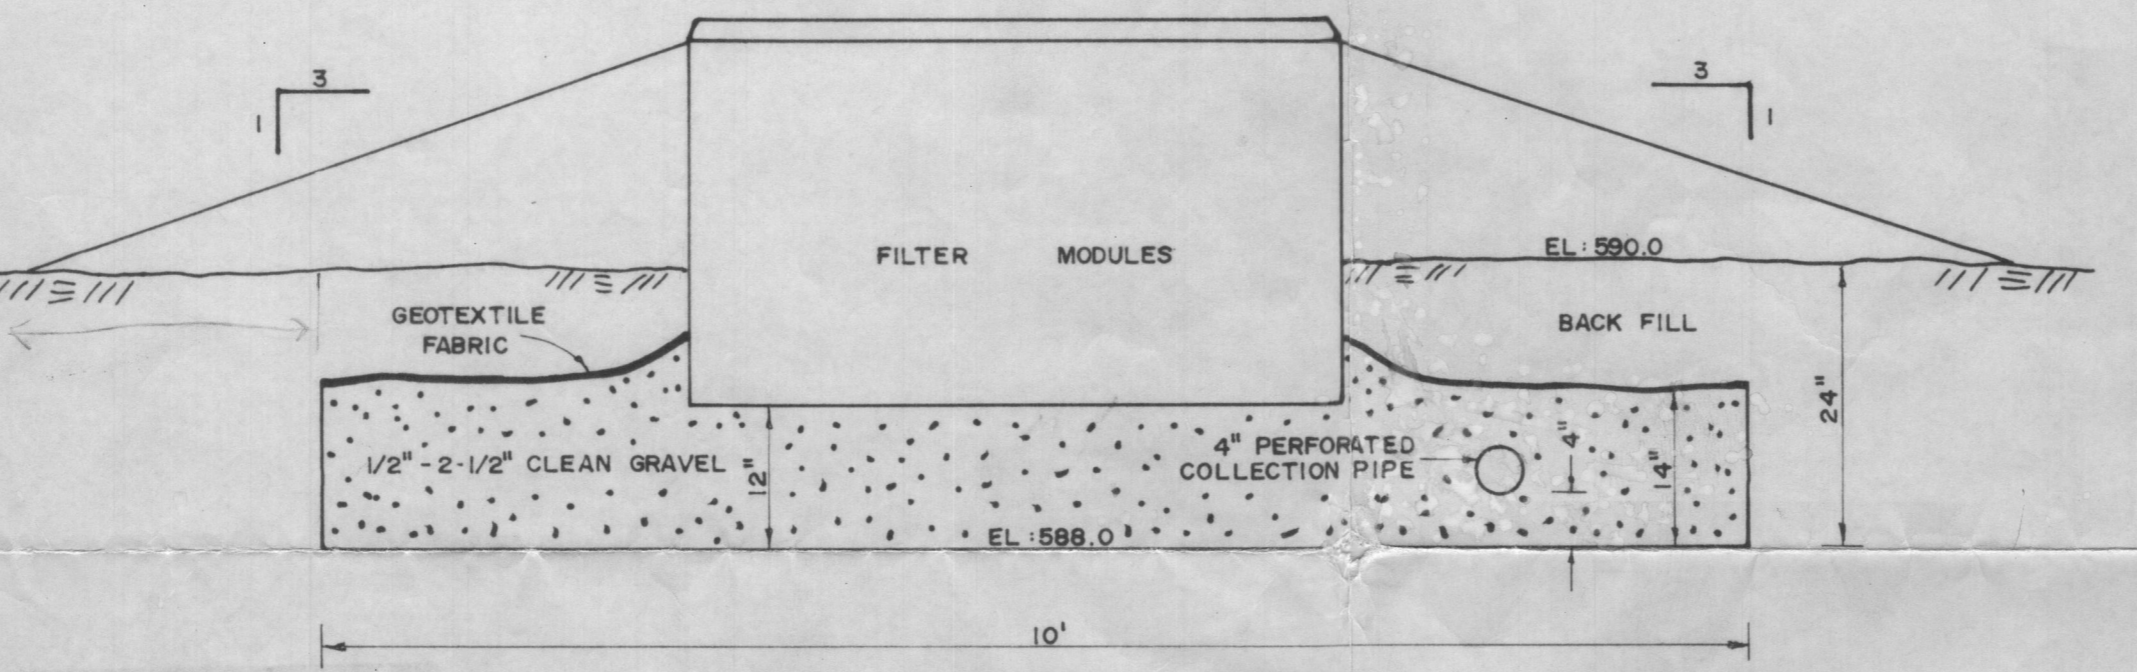 3
1
3
1
FILTER MODULES
EL: 590.0
GEOTEXTILE
FABRIC
BACK FILL
24"
1/2" - 2-1/2" CLEAN GRAVEL
12"
4" PERFORATED
COLLECTION PIPE
4"
14"
EL: 588.0
10'